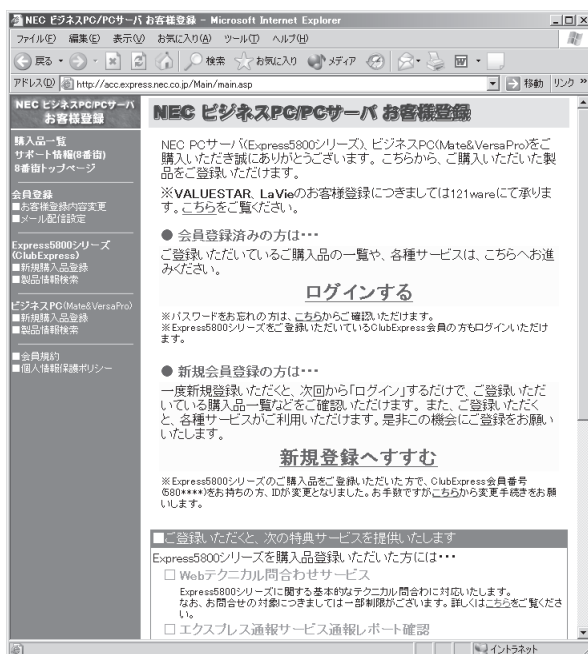 NEC ビジネスPC/PCサーバ お客様登録 - Microsoft Internet Explorer
ファイル(F) 編集(E) 表示(V) お気に入り(A) ツール(T) ヘルプ(H)
戻る 検索 お気に入り メディア
アドレス(D) http://acc.express.nec.co.jp/Main/main.asp 移動 リンク »
NEC ビジネスPC/PCサーバ
お客様登録
購入品一覧
サポート情報(8番街)
8番街トップページ
会員登録
■お客様登録内容変更
■メール配信設定
Express5800シリーズ
(ClubExpress)
■新規購入品登録
■製品情報検索
ビジネスPC(Mate&VersaPro)
■新規購入品登録
■製品情報検索
■会員規約
■個人情報保護ポリシー
NEC ビジネスPC/PCサーバ お客様登録
NEC PCサーバ(Express5800シリーズ)、ビジネスPC(Mate&VersaPro)をご
購入いただき誠にありがとうございます。こちらから、ご購入いただいた製
品をご登録いただけます。
※VALUESTAR、LaVieのお客様登録につきましては121wareにて承りま
す。こちらをご覧ください。
● 会員登録済みの方は・・・
ご登録いただいているご購入品の一覧や、各種サービスは、こちらへお進
みください。
ログインする
※パスワードをお忘れの方は、こちらからご確認いただけます。
※Express5800シリーズをご登録いただいているClubExpress会員の方もログインいただけ
ます。
● 新規会員登録の方は・・・
一度新規登録いただくと、次回から「ログイン」するだけで、ご登録いただ
いている購入品一覧などをご確認いただけます。また、ご登録いただく
と、各種サービスがご利用いただけます。是非この機会にご登録をお願い
いたします。
新規登録へすすむ
※Express5800シリーズのご購入品をご登録いただいた方で、ClubExpress会員番号
(580****)をお持ちの方、IDが変更となりました。お手数ですがこちらから変更手続きをお願
いします。
■ご登録いただくと、次の特典サービスを提供いたします
Express5800シリーズを購入品登録いただいた方には・・・
□ Webテクニカル問合わせサービス
Express5800シリーズに関する基本的なテクニカル問合わせに対応いたします。
なお、お問合せの対象につきましては一部制限がございます。詳しくはこちらをご覧くださ
い。
□ エクスプレス通報サービス通報レポート確認
イントラネット